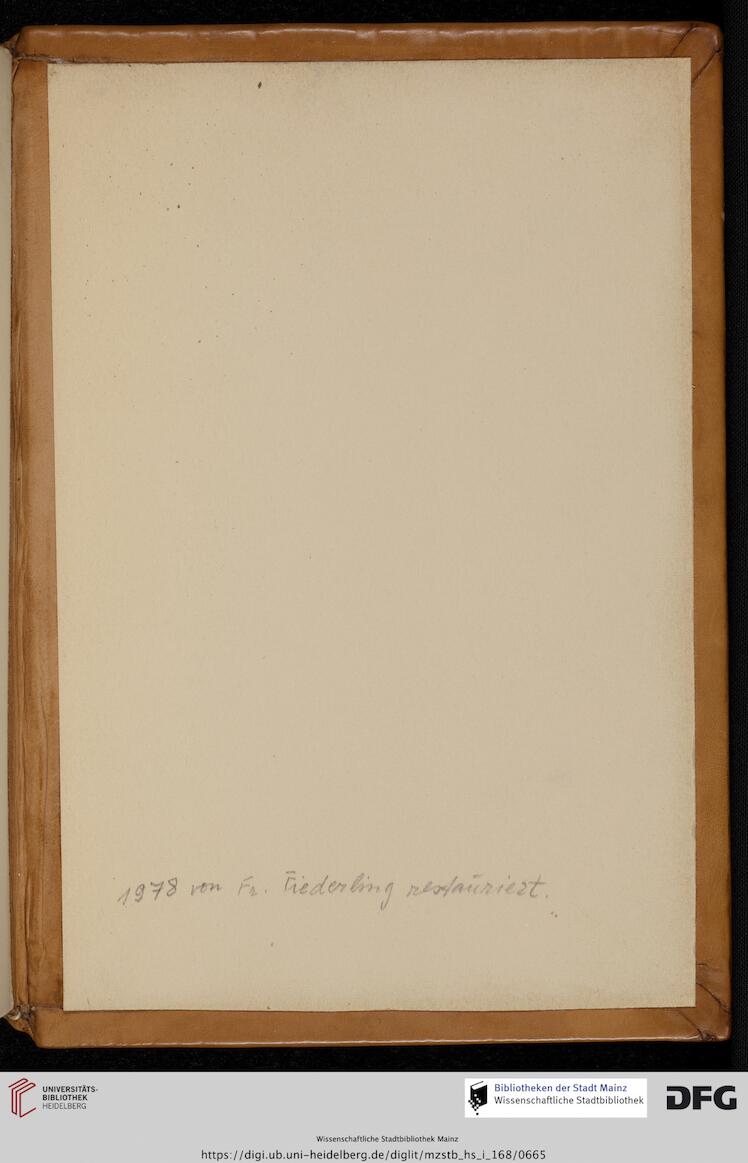 1978 von Fr. Fiederling restauriert.
UNIVERSITÄTS-
BIBLIOTHEK
HEIDELBERG
Bibliotheken der Stadt Mainz
Wissenschaftliche Stadtbibliothek
DFG
Wissenschaftliche Stadtbibliothek Mainz
https://digi.ub.uni-heidelberg.de/diglit/mzstb_hs_i_168/0665